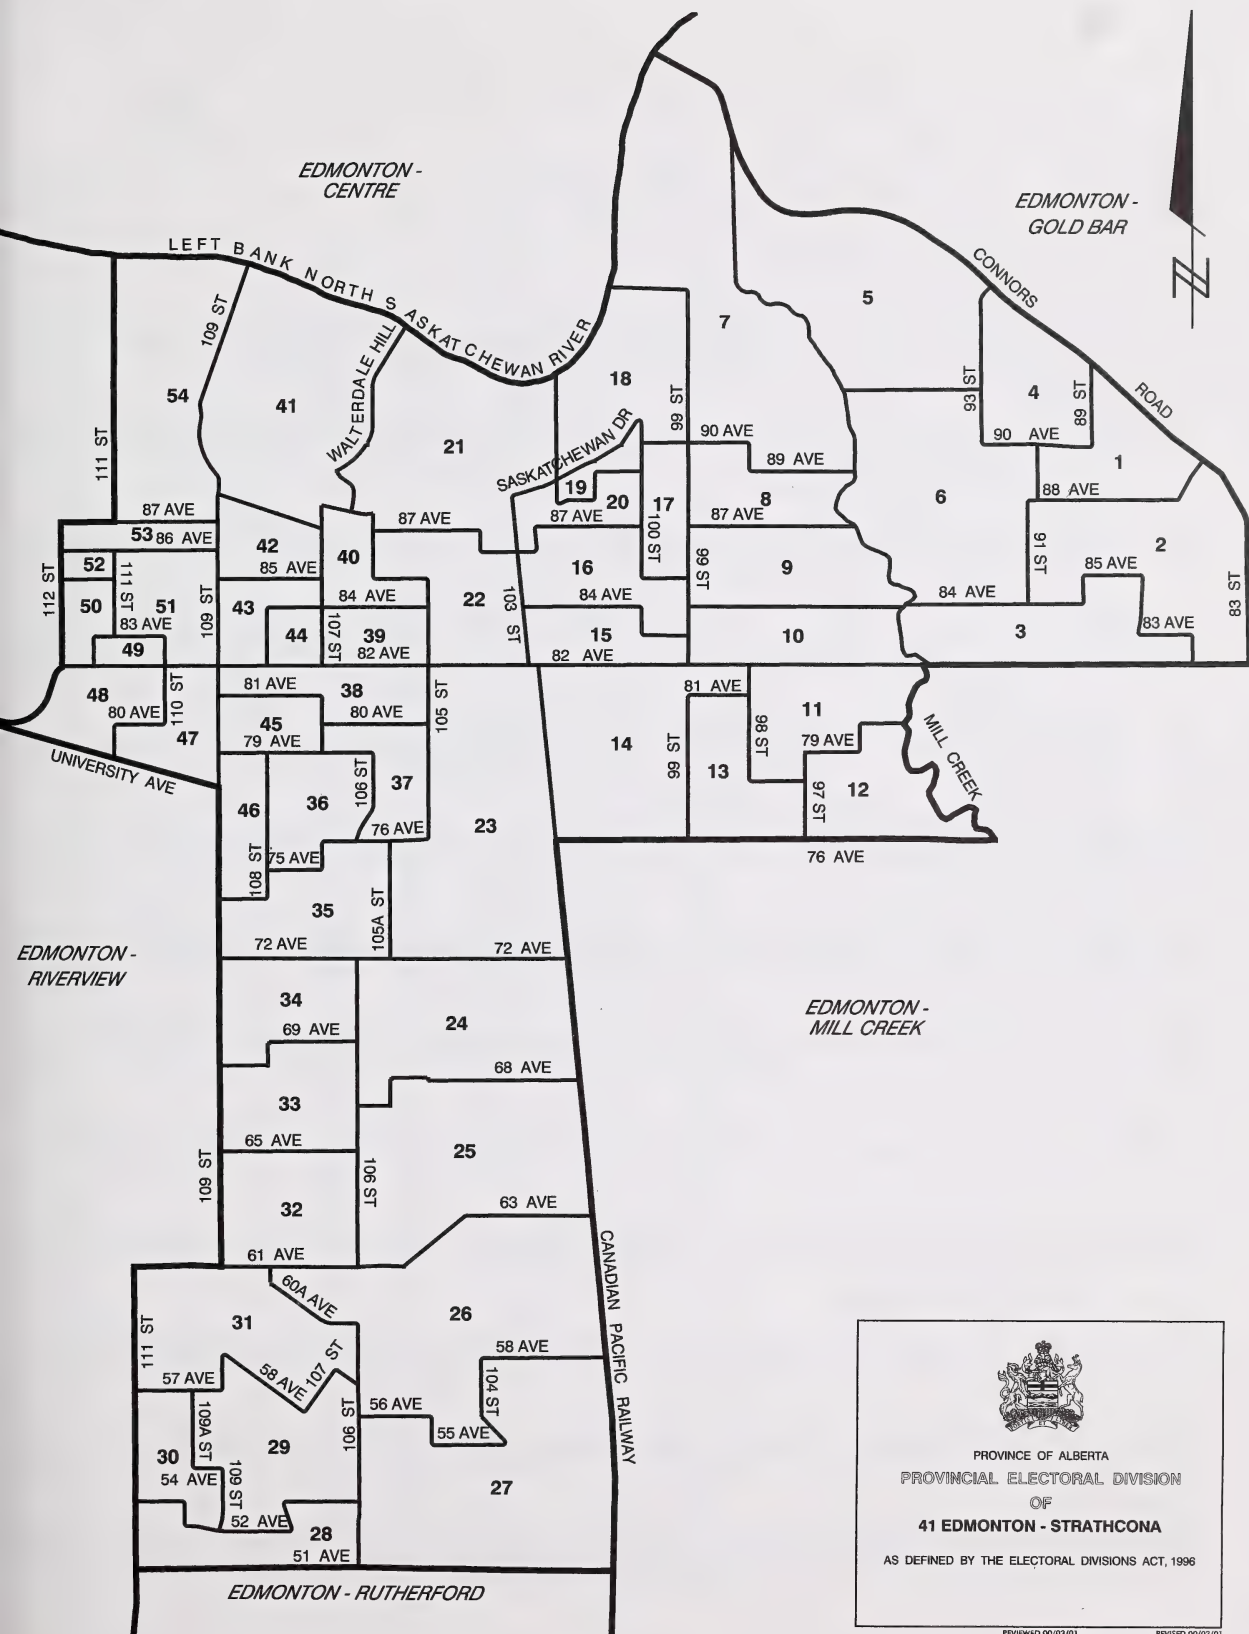 EDMONTON -
CENTRE
EDMONTON -
GOLD BAR
N
LEFT BANK NORTH SASKATCHEWAN RIVER
CONNORS
ROAD
109 ST
WALTERDALE HILL
5
7
18
54
41
111 ST
99 ST
93 ST
4
89 ST
21
SASKATCHEWAN DR
90 AVE
90 AVE
89 AVE
1
19
20
17
8
6
88 AVE
87 AVE
87 AVE
87 AVE
87 AVE
53
86 AVE
42
40
100 ST
91 ST
2
52
111 ST
85 AVE
16
99 ST
9
85 AVE
112 ST
50
51
109 ST
43
84 AVE
22
103 ST
84 AVE
84 AVE
83 ST
83 AVE
44
107 ST
39
15
10
3
83 AVE
49
82 AVE
82 AVE
48
110 ST
81 AVE
38
105 ST
81 AVE
11
80 AVE
45
80 AVE
98 ST
MILL CREEK
47
79 AVE
14
99 ST
79 AVE
UNIVERSITY AVE
46
36
106 ST
37
13
97 ST
12
76 AVE
23
108 ST
75 AVE
76 AVE
35
105A ST
EDMONTON -
RIVERVIEW
72 AVE
72 AVE
34
EDMONTON -
MILL CREEK
69 AVE
24
68 AVE
33
65 AVE
25
109 ST
106 ST
32
63 AVE
61 AVE
CANADIAN PACIFIC RAILWAY
60A AVE
26
31
111 ST
107 ST
58 AVE
57 AVE
58 AVE
104 ST
109A ST
106 ST
56 AVE
55 AVE
30
29
54 AVE
109 ST
27
52 AVE
28
51 AVE
EDMONTON - RUTHERFORD
PROVINCE OF ALBERTA
PROVINCIAL ELECTORAL DIVISION
OF
41 EDMONTON - STRATHCONA
AS DEFINED BY THE ELECTORAL DIVISIONS ACT, 1996